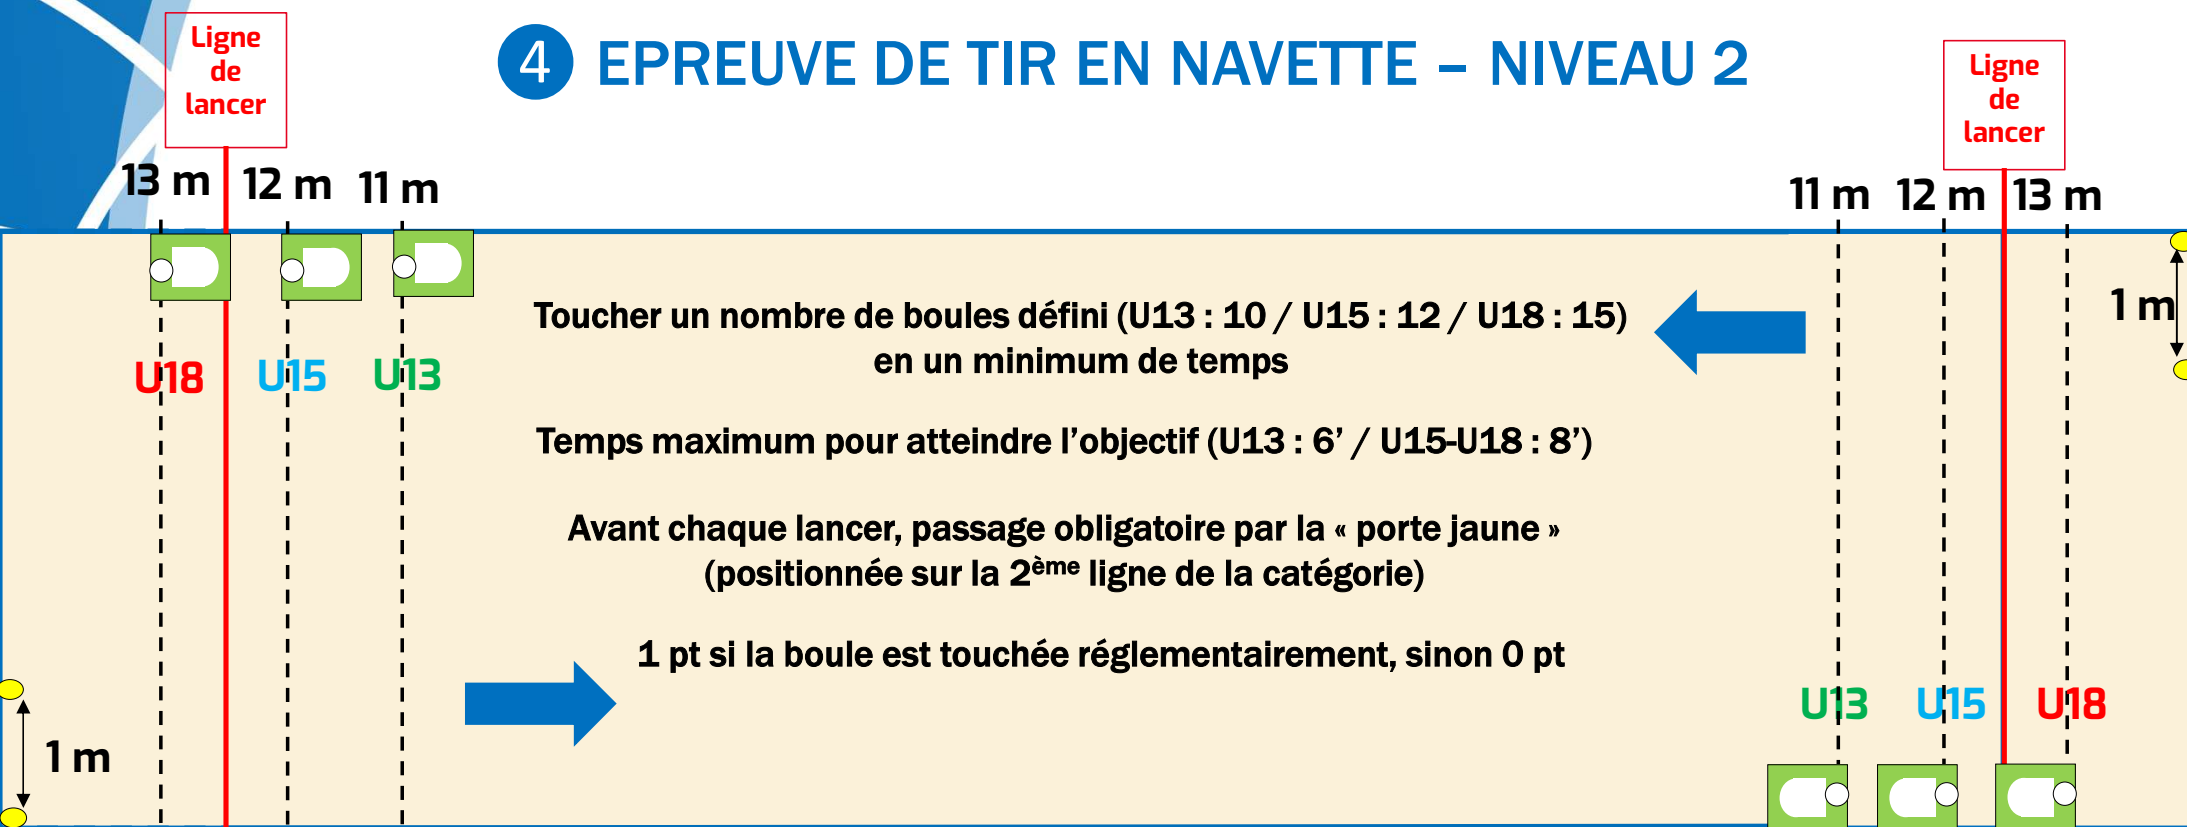 Ligne
de
lancer
4 EPREUVE DE TIR EN NAVETTE – NIVEAU 2
Ligne
de
lancer
13 m 12 m 11 m
11 m 12 m 13 m
1 m
Toucher un nombre de boules défini (U13 : 10 / U15 : 12 / U18 : 15)
en un minimum de temps
U18 U15 U13
Temps maximum pour atteindre l’objectif (U13 : 6’ / U15-U18 : 8’)
Avant chaque lancer, passage obligatoire par la « porte jaune »
(positionnée sur la 2ème ligne de la catégorie)
1 pt si la boule est touchée réglementairement, sinon 0 pt
U13 U15 U18
1 m